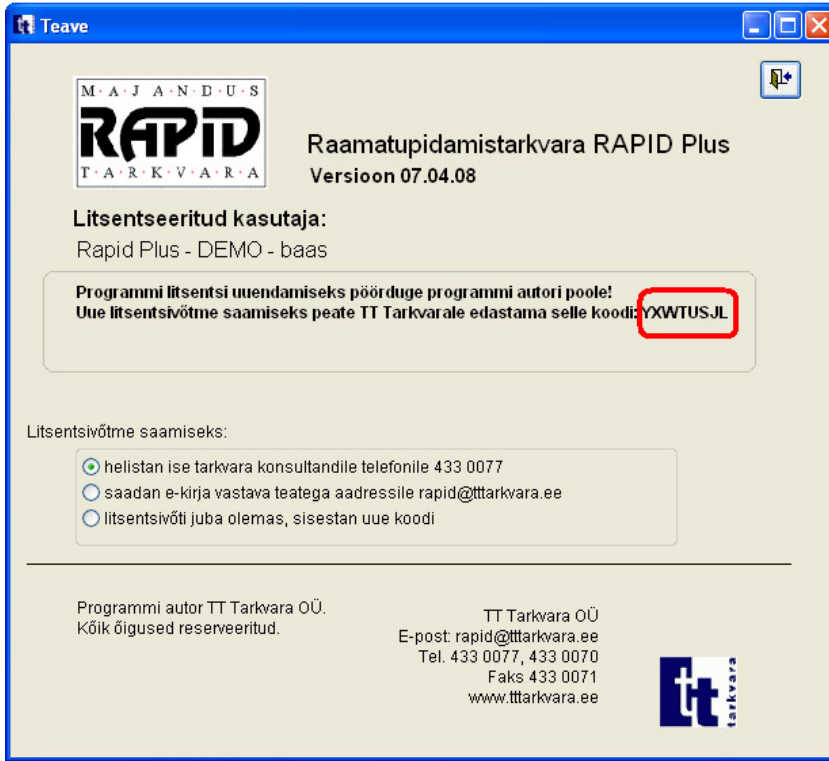 Teave
M·A·J·A·N·D·U·S
RAPID
T·A·R·K·V·A·R·A
Raamatupidamistarkvara RAPID Plus
Versioon 07.04.08
Litsentseeritud kasutaja:
Rapid Plus - DEMO - baas
Programmi litsentsi uuendamiseks pöörduge programmi autori poole!
Uue litsentsivõtme saamiseks peate TT Tarkvarale edastama selle koodi: YXWTUSJL
Litsentsivõtme saamiseks:
helistan ise tarkvara konsultandile telefonile 433 0077
saadan e-kirja vastava teatega aadressile rapid@tttarkvara.ee
litsentsivõti juba olemas, sisestan uue koodi
Programmi autor TT Tarkvara OÜ.
Kõik õigused reserveeritud.
TT Tarkvara OÜ
E-post: rapid@tttarkvara.ee
Tel. 433 0077, 433 0070
Faks 433 0071
www.tttarkvara.ee
tt
tarkvara